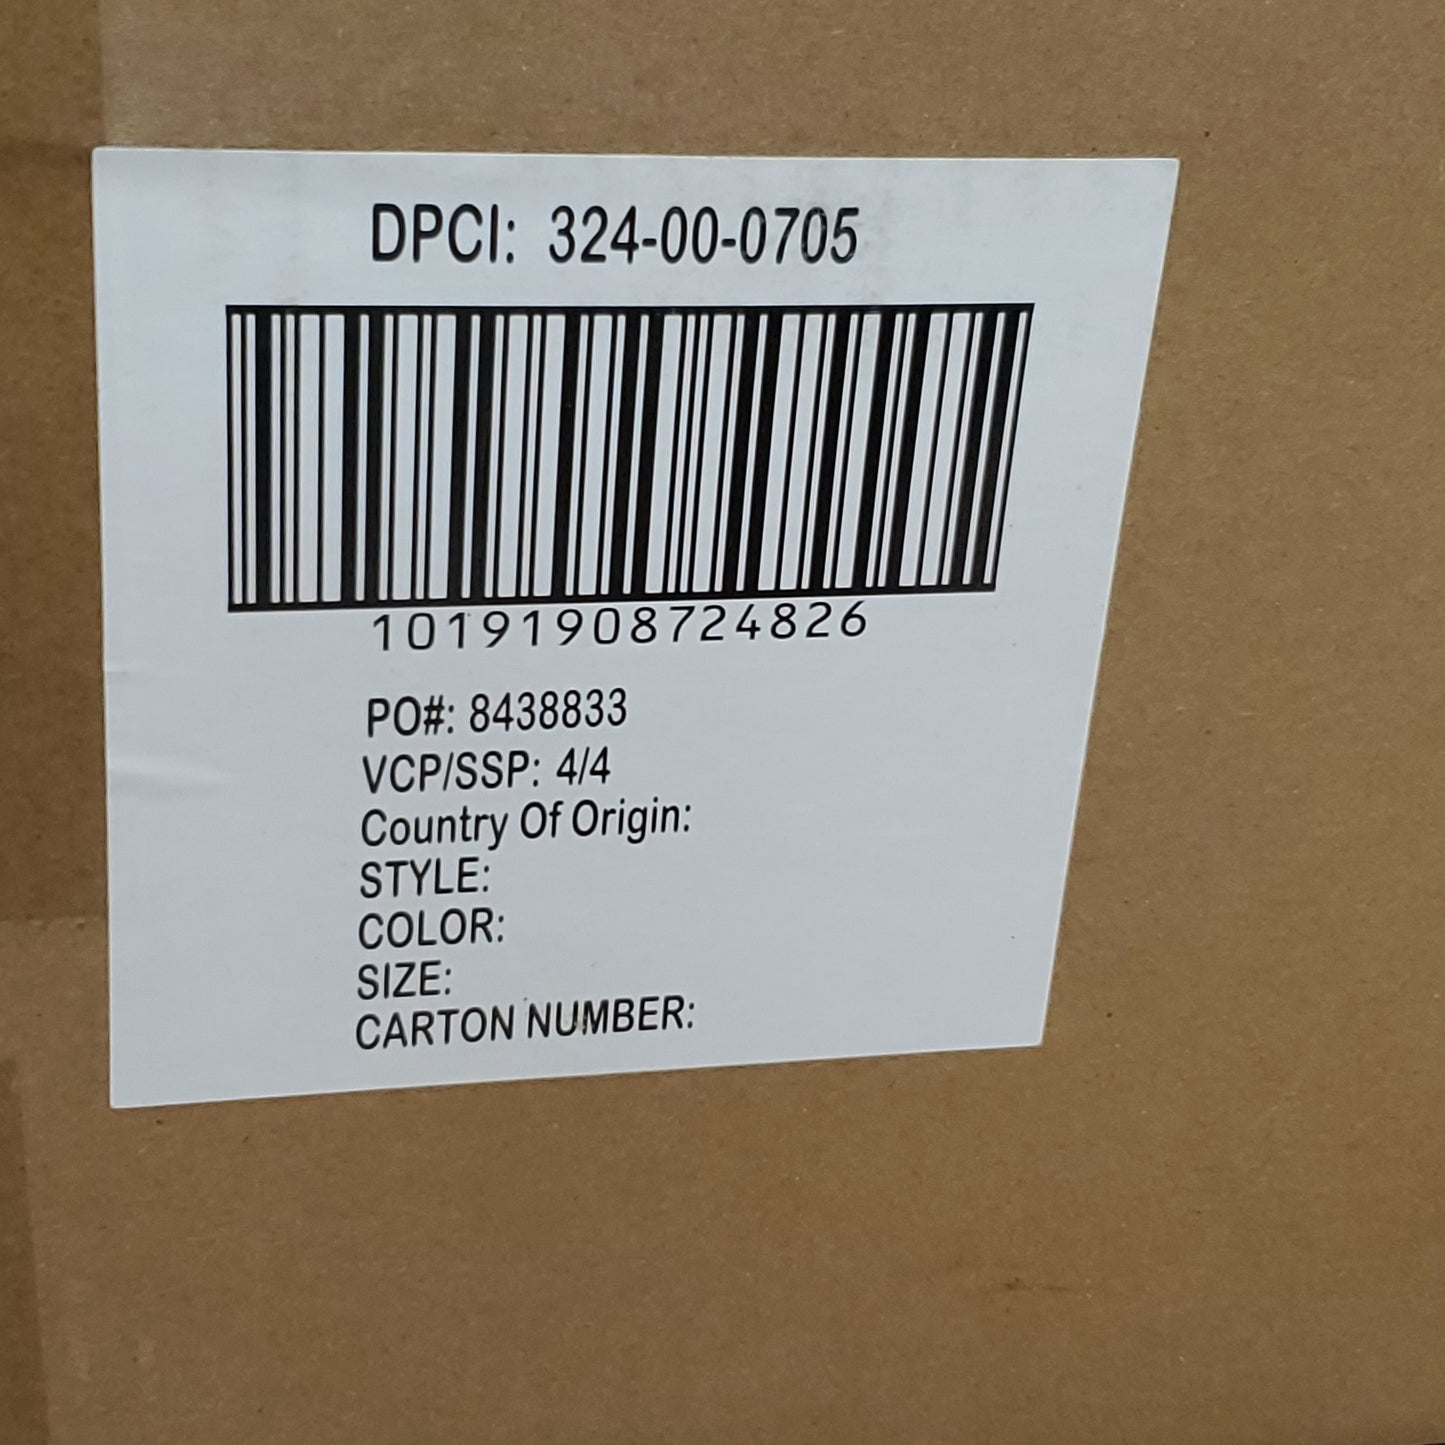 DPCI: 324-00-0705
10191908724826
PO#: 8438833
VCP/SSP: 4/4
Country Of Origin:
STYLE:
COLOR:
SIZE:
CARTON NUMBER: